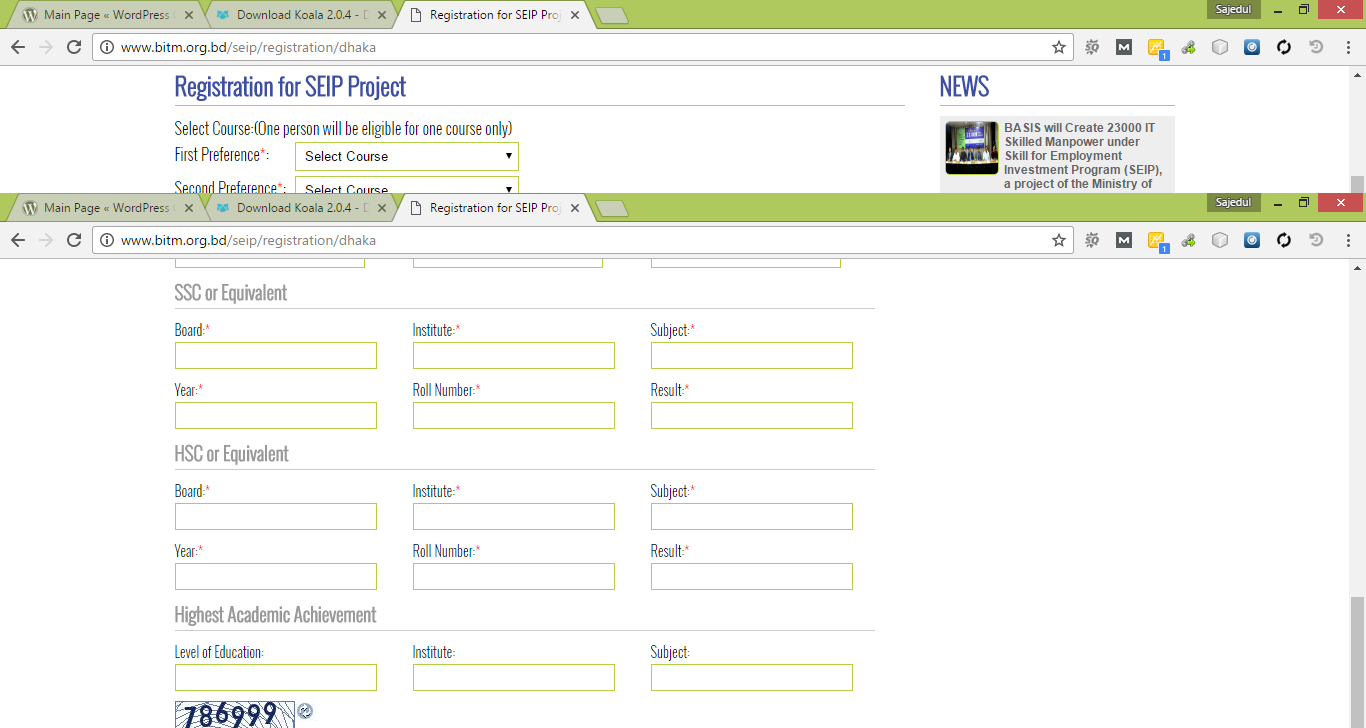 Main Page « WordPress
Download Koala 2.0.4 - D
Registration for SEIP Proj
Sajedul
www.bitm.org.bd/seip/registration/dhaka
1
Registration for SEIP Project
Select Course:(One person will be eligible for one course only)
First Preference*: Select Course
Second Preference*: Select Course
NEWS
BASIS will Create 23000 IT
Skilled Manpower under
Skill for Employment
Investment Program (SEIP),
a project of the Ministry of
Main Page « WordPress
Download Koala 2.0.4 - D
Registration for SEIP Proj
Sajedul
www.bitm.org.bd/seip/registration/dhaka
1
SSC or Equivalent
Board:* Institute:* Subject:*
Year:* Roll Number:* Result:*
HSC or Equivalent
Board:* Institute:* Subject:*
Year:* Roll Number:* Result:*
Highest Academic Achievement
Level of Education: Institute: Subject:
786999